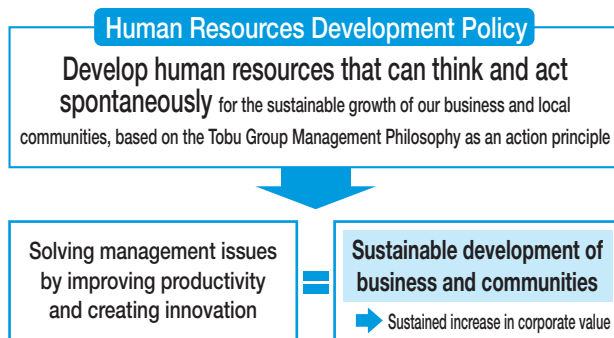 Human Resources Development Policy
Develop human resources that can think and act
spontaneously for the sustainable growth of our business and local
communities, based on the Tobu Group Management Philosophy as an action principle
Solving management issues
by improving productivity
and creating innovation
=
Sustainable development of
business and communities
Sustained increase in corporate value